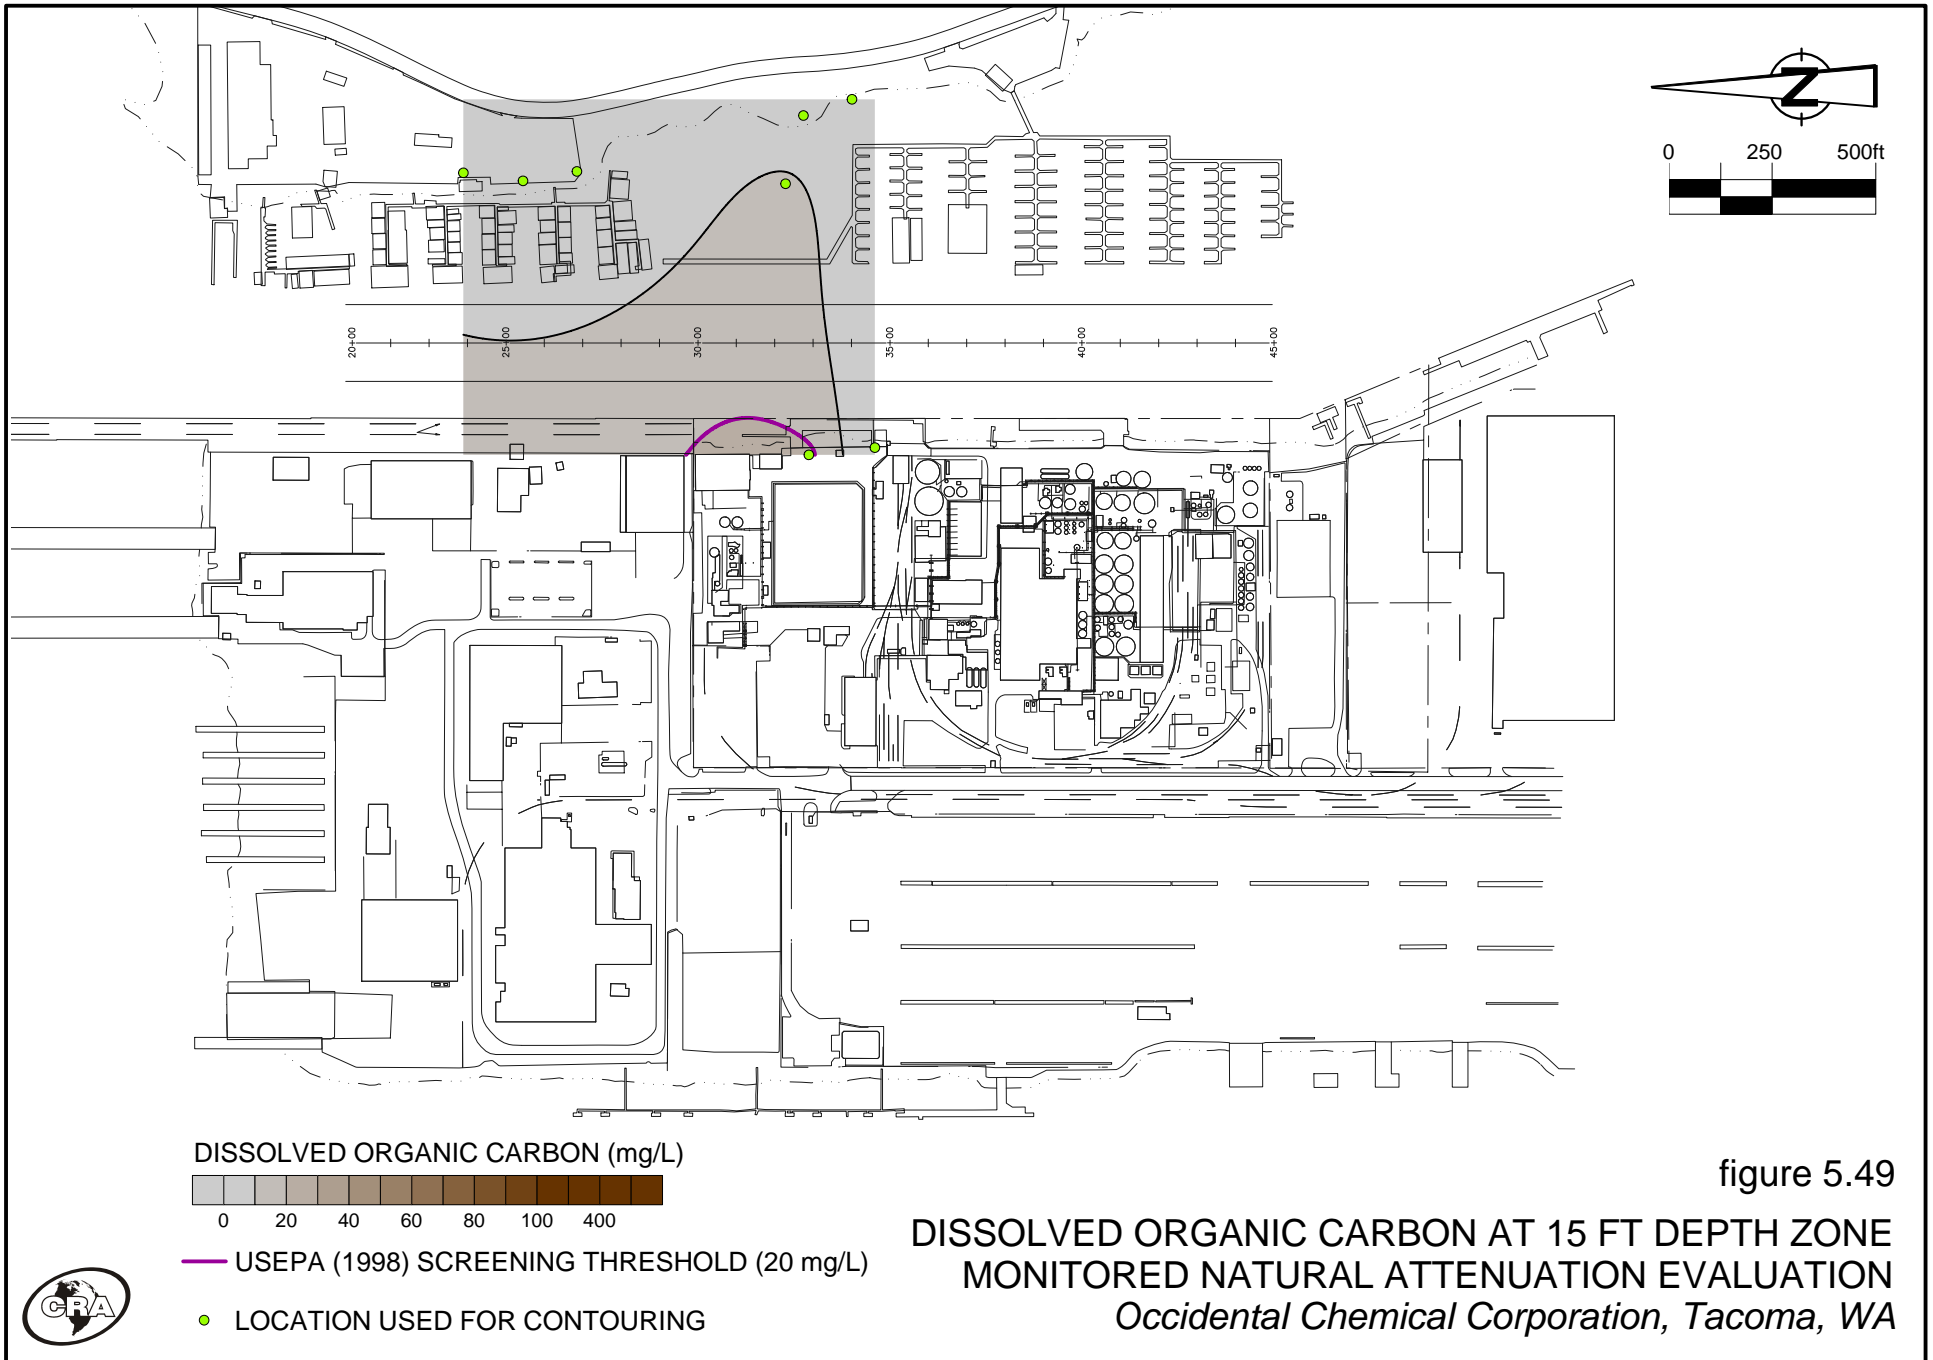 Z
0 250 500ft
20+00 25+00 30+00 35+00 40+00 45+00
DISSOLVED ORGANIC CARBON (mg/L)
0 20 40 60 80 100 400
USEPA (1998) SCREENING THRESHOLD (20 mg/L)
LOCATION USED FOR CONTOURING
CRA
figure 5.49
DISSOLVED ORGANIC CARBON AT 15 FT DEPTH ZONE
MONITORED NATURAL ATTENUATION EVALUATION
Occidental Chemical Corporation, Tacoma, WA